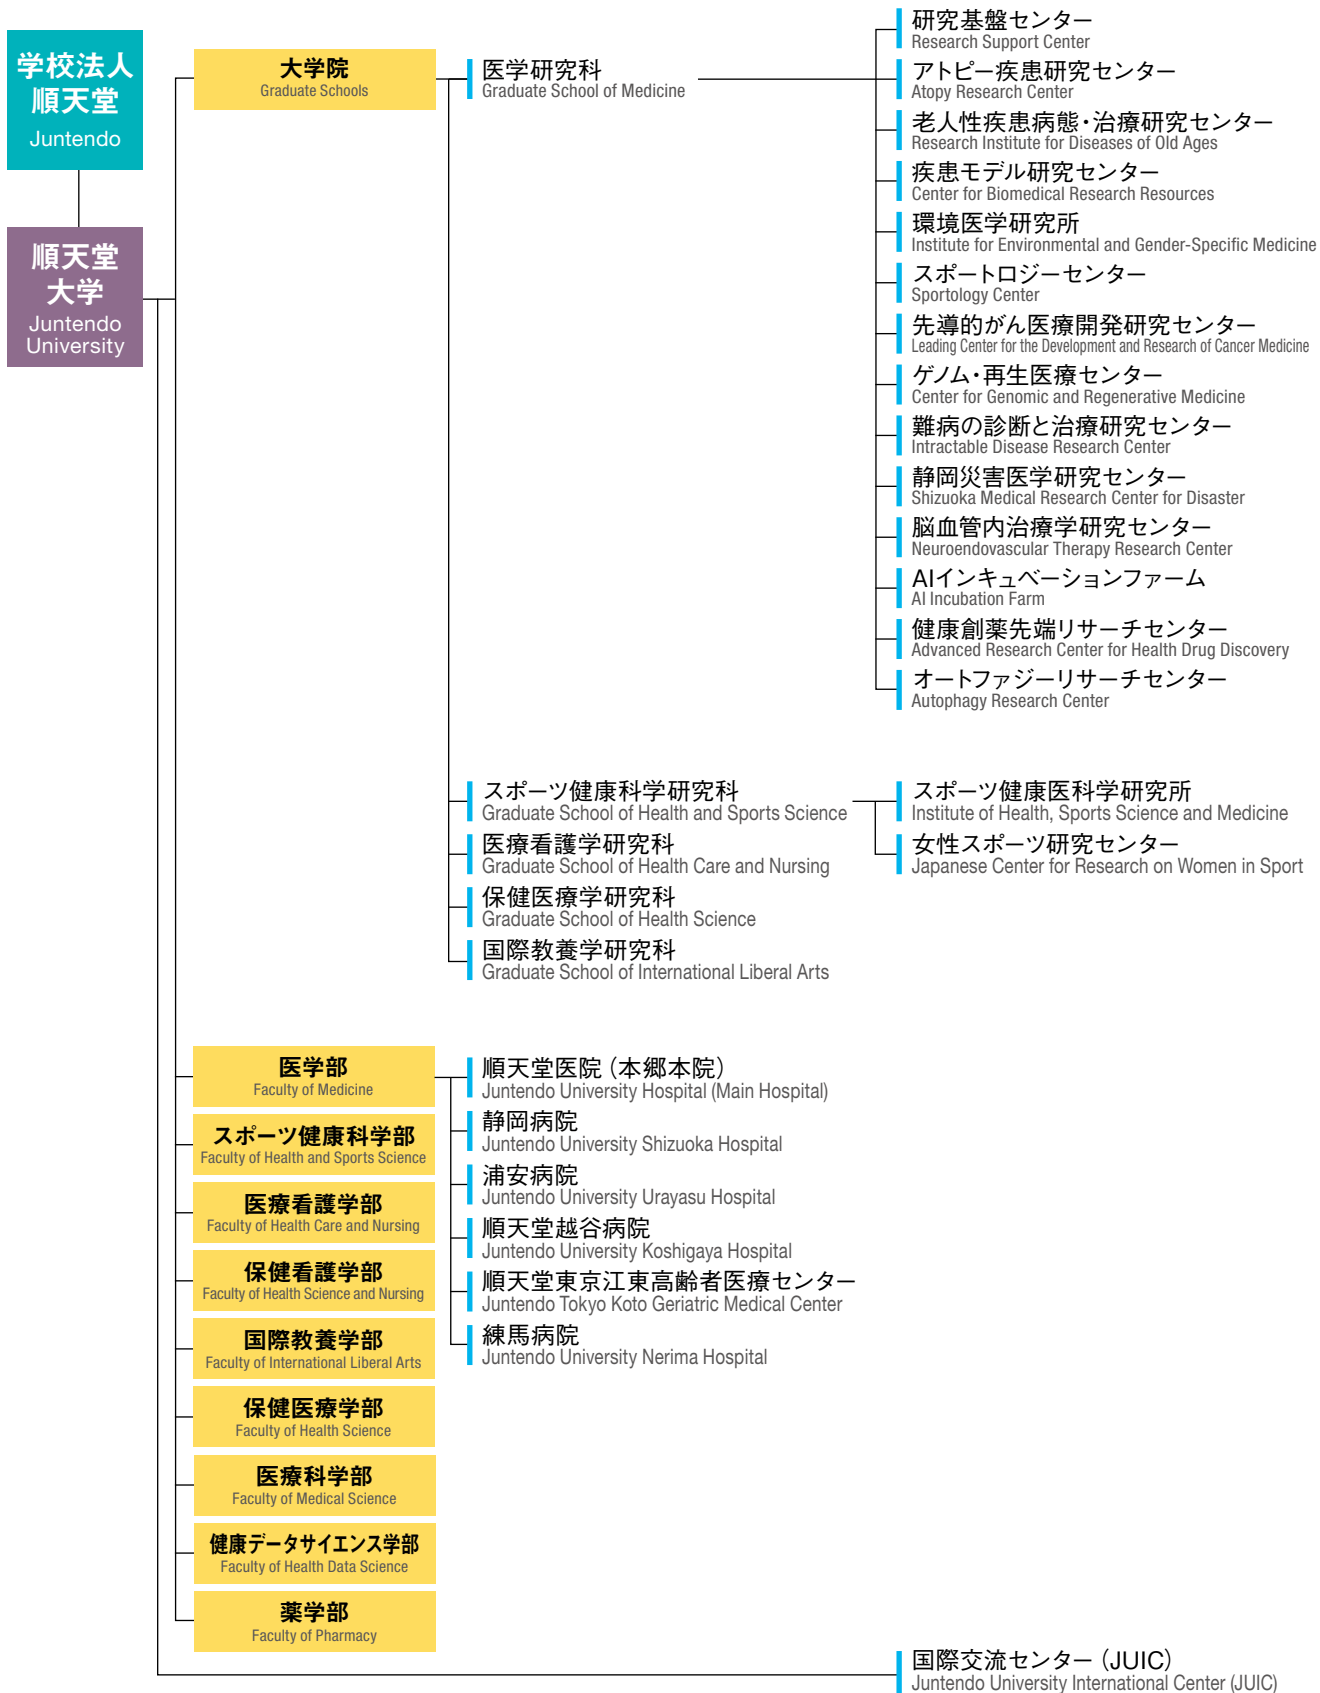 学校法人
順天堂
Juntendo
順天堂
大学
Juntendo
University
大学院
Graduate Schools
医学研究科
Graduate School of Medicine
研究基盤センター
Research Support Center
アトピー疾患研究センター
Atopy Research Center
老人性疾患病態・治療研究センター
Research Institute for Diseases of Old Ages
疾患モデル研究センター
Center for Biomedical Research Resources
環境医学研究所
Institute for Environmental and Gender-Specific Medicine
スポートロジーセンター
Sportology Center
先導的がん医療開発研究センター
Leading Center for the Development and Research of Cancer Medicine
ゲノム・再生医療センター
Center for Genomic and Regenerative Medicine
難病の診断と治療研究センター
Intractable Disease Research Center
静岡災害医学研究センター
Shizuoka Medical Research Center for Disaster
脳血管内治療学研究センター
Neuroendovascular Therapy Research Center
AIインキュベーションファーム
AI Incubation Farm
健康創薬先端リサーチセンター
Advanced Research Center for Health Drug Discovery
オートファジーリサーチセンター
Autophagy Research Center
スポーツ健康科学研究科
Graduate School of Health and Sports Science
スポーツ健康医科学研究所
Institute of Health, Sports Science and Medicine
女性スポーツ研究センター
Japanese Center for Research on Women in Sport
医療看護学研究科
Graduate School of Health Care and Nursing
保健医療学研究科
Graduate School of Health Science
国際教養学研究科
Graduate School of International Liberal Arts
医学部
Faculty of Medicine
順天堂医院（本郷本院）
Juntendo University Hospital (Main Hospital)
静岡病院
Juntendo University Shizuoka Hospital
浦安病院
Juntendo University Urayasu Hospital
順天堂越谷病院
Juntendo University Koshigaya Hospital
順天堂東京江東高齢者医療センター
Juntendo Tokyo Koto Geriatric Medical Center
練馬病院
Juntendo University Nerima Hospital
スポーツ健康科学部
Faculty of Health and Sports Science
医療看護学部
Faculty of Health Care and Nursing
保健看護学部
Faculty of Health Science and Nursing
国際教養学部
Faculty of International Liberal Arts
保健医療学部
Faculty of Health Science
医療科学部
Faculty of Medical Science
健康データサイエンス学部
Faculty of Health Data Science
薬学部
Faculty of Pharmacy
国際交流センター（JUIC）
Juntendo University International Center (JUIC)